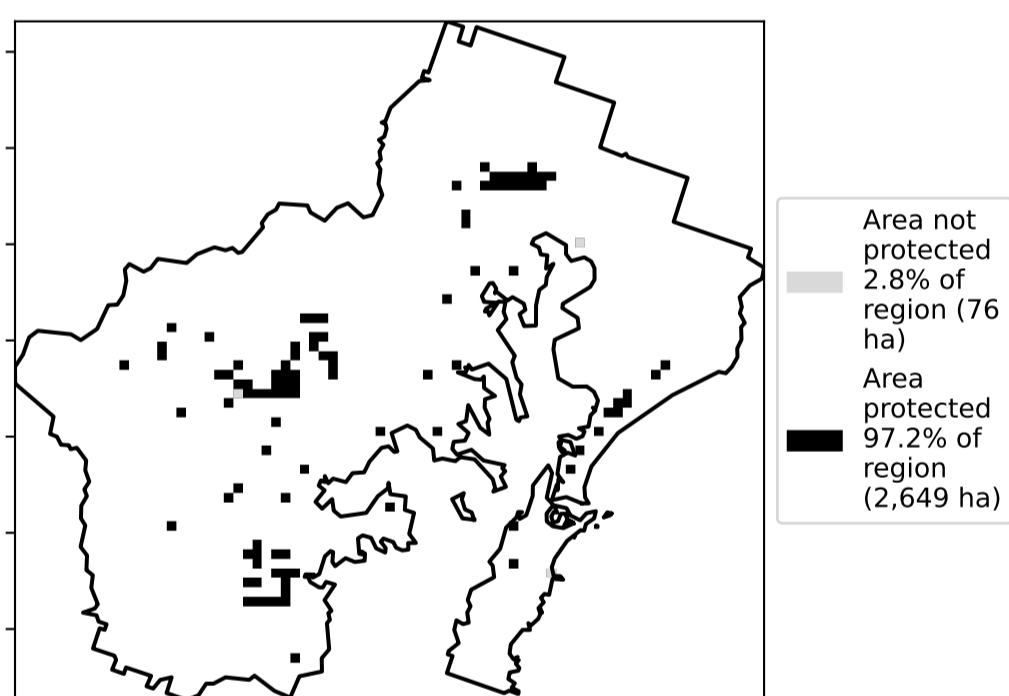 Area not
protected
2.8% of
region (76
ha)
Area
protected
97.2% of
region
(2,649 ha)